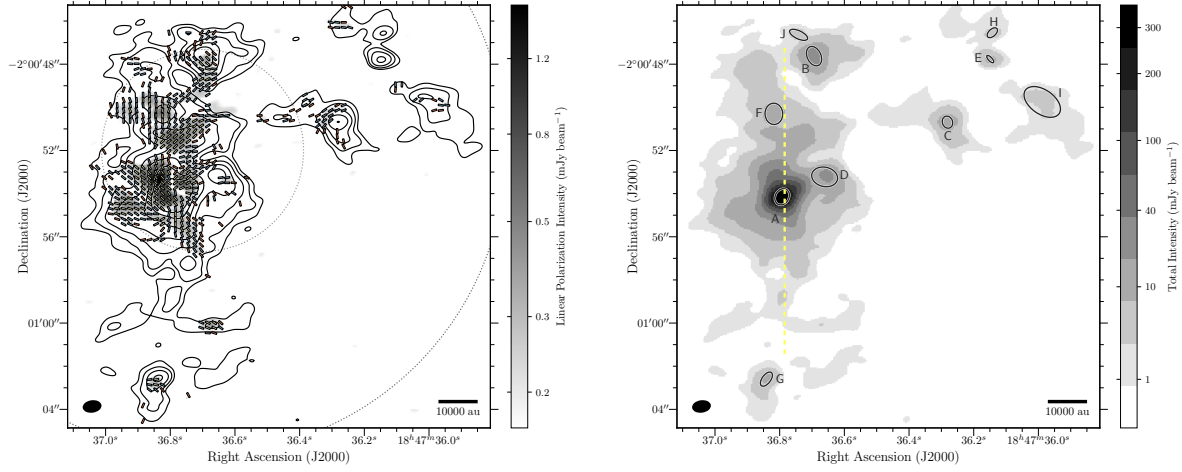 −2°00′48″
52″
56″
01′00″
04″
Declination (J2000)
37.0ˢ
36.8ˢ
36.6ˢ
36.4ˢ
36.2ˢ
18ʰ47ᵐ36.0ˢ
Right Ascension (J2000)
10000 au
1.2
0.8
0.5
0.3
0.2
Linear Polarization Intensity (mJy beam⁻¹)
−2°00′48″
52″
56″
01′00″
04″
Declination (J2000)
J
B
H
E
I
F
C
D
A
G
37.0ˢ
36.8ˢ
36.6ˢ
36.4ˢ
36.2ˢ
18ʰ47ᵐ36.0ˢ
Right Ascension (J2000)
10000 au
300
200
100
40
10
1
Total Intensity (mJy beam⁻¹)